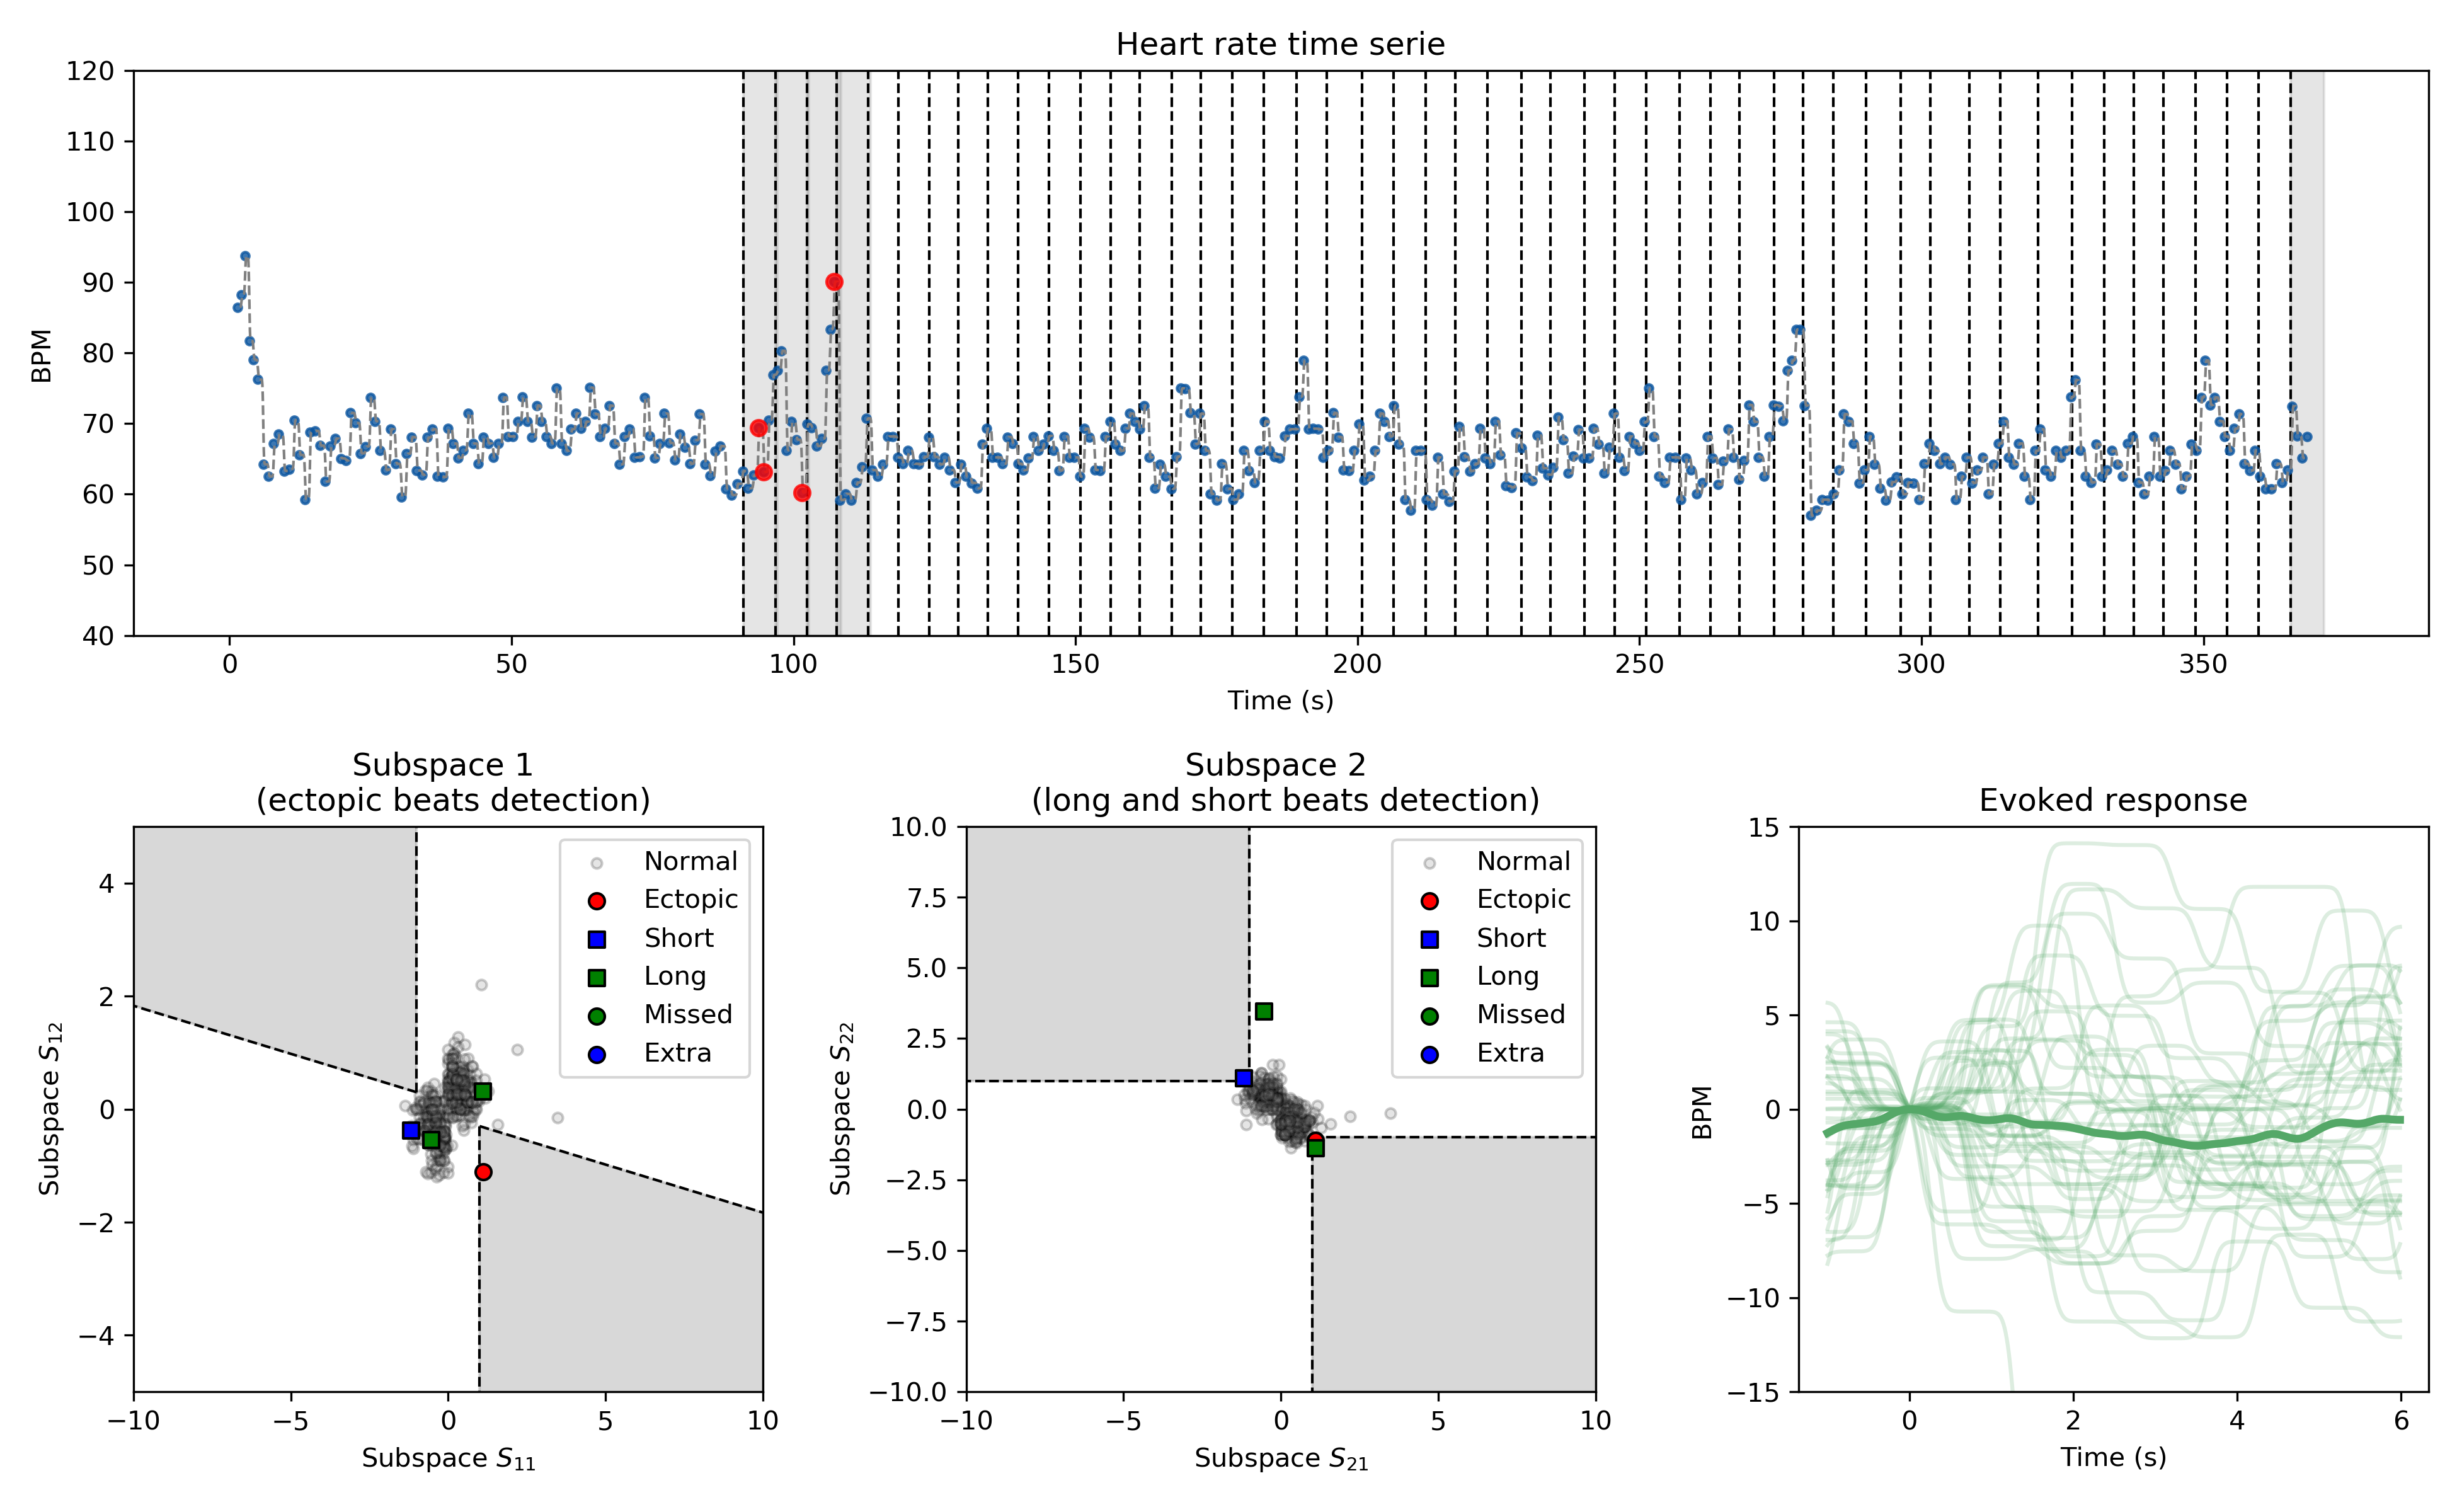 Heart rate time serie
120
110
100
90
80
70
60
50
40
BPM
0 50 100 150 200 250 300 350
Time (s)
Subspace 1
(ectopic beats detection)
4
2
0
−2
−4
Subspace S12
−10 −5 0 5 10
Subspace S11
Normal
Ectopic
Short
Long
Missed
Extra
Subspace 2
(long and short beats detection)
10.0
7.5
5.0
2.5
0.0
−2.5
−5.0
−7.5
−10.0
Subspace S22
−10 −5 0 5 10
Subspace S21
Normal
Ectopic
Short
Long
Missed
Extra
Evoked response
15
10
5
0
−5
−10
−15
BPM
0 2 4 6
Time (s)